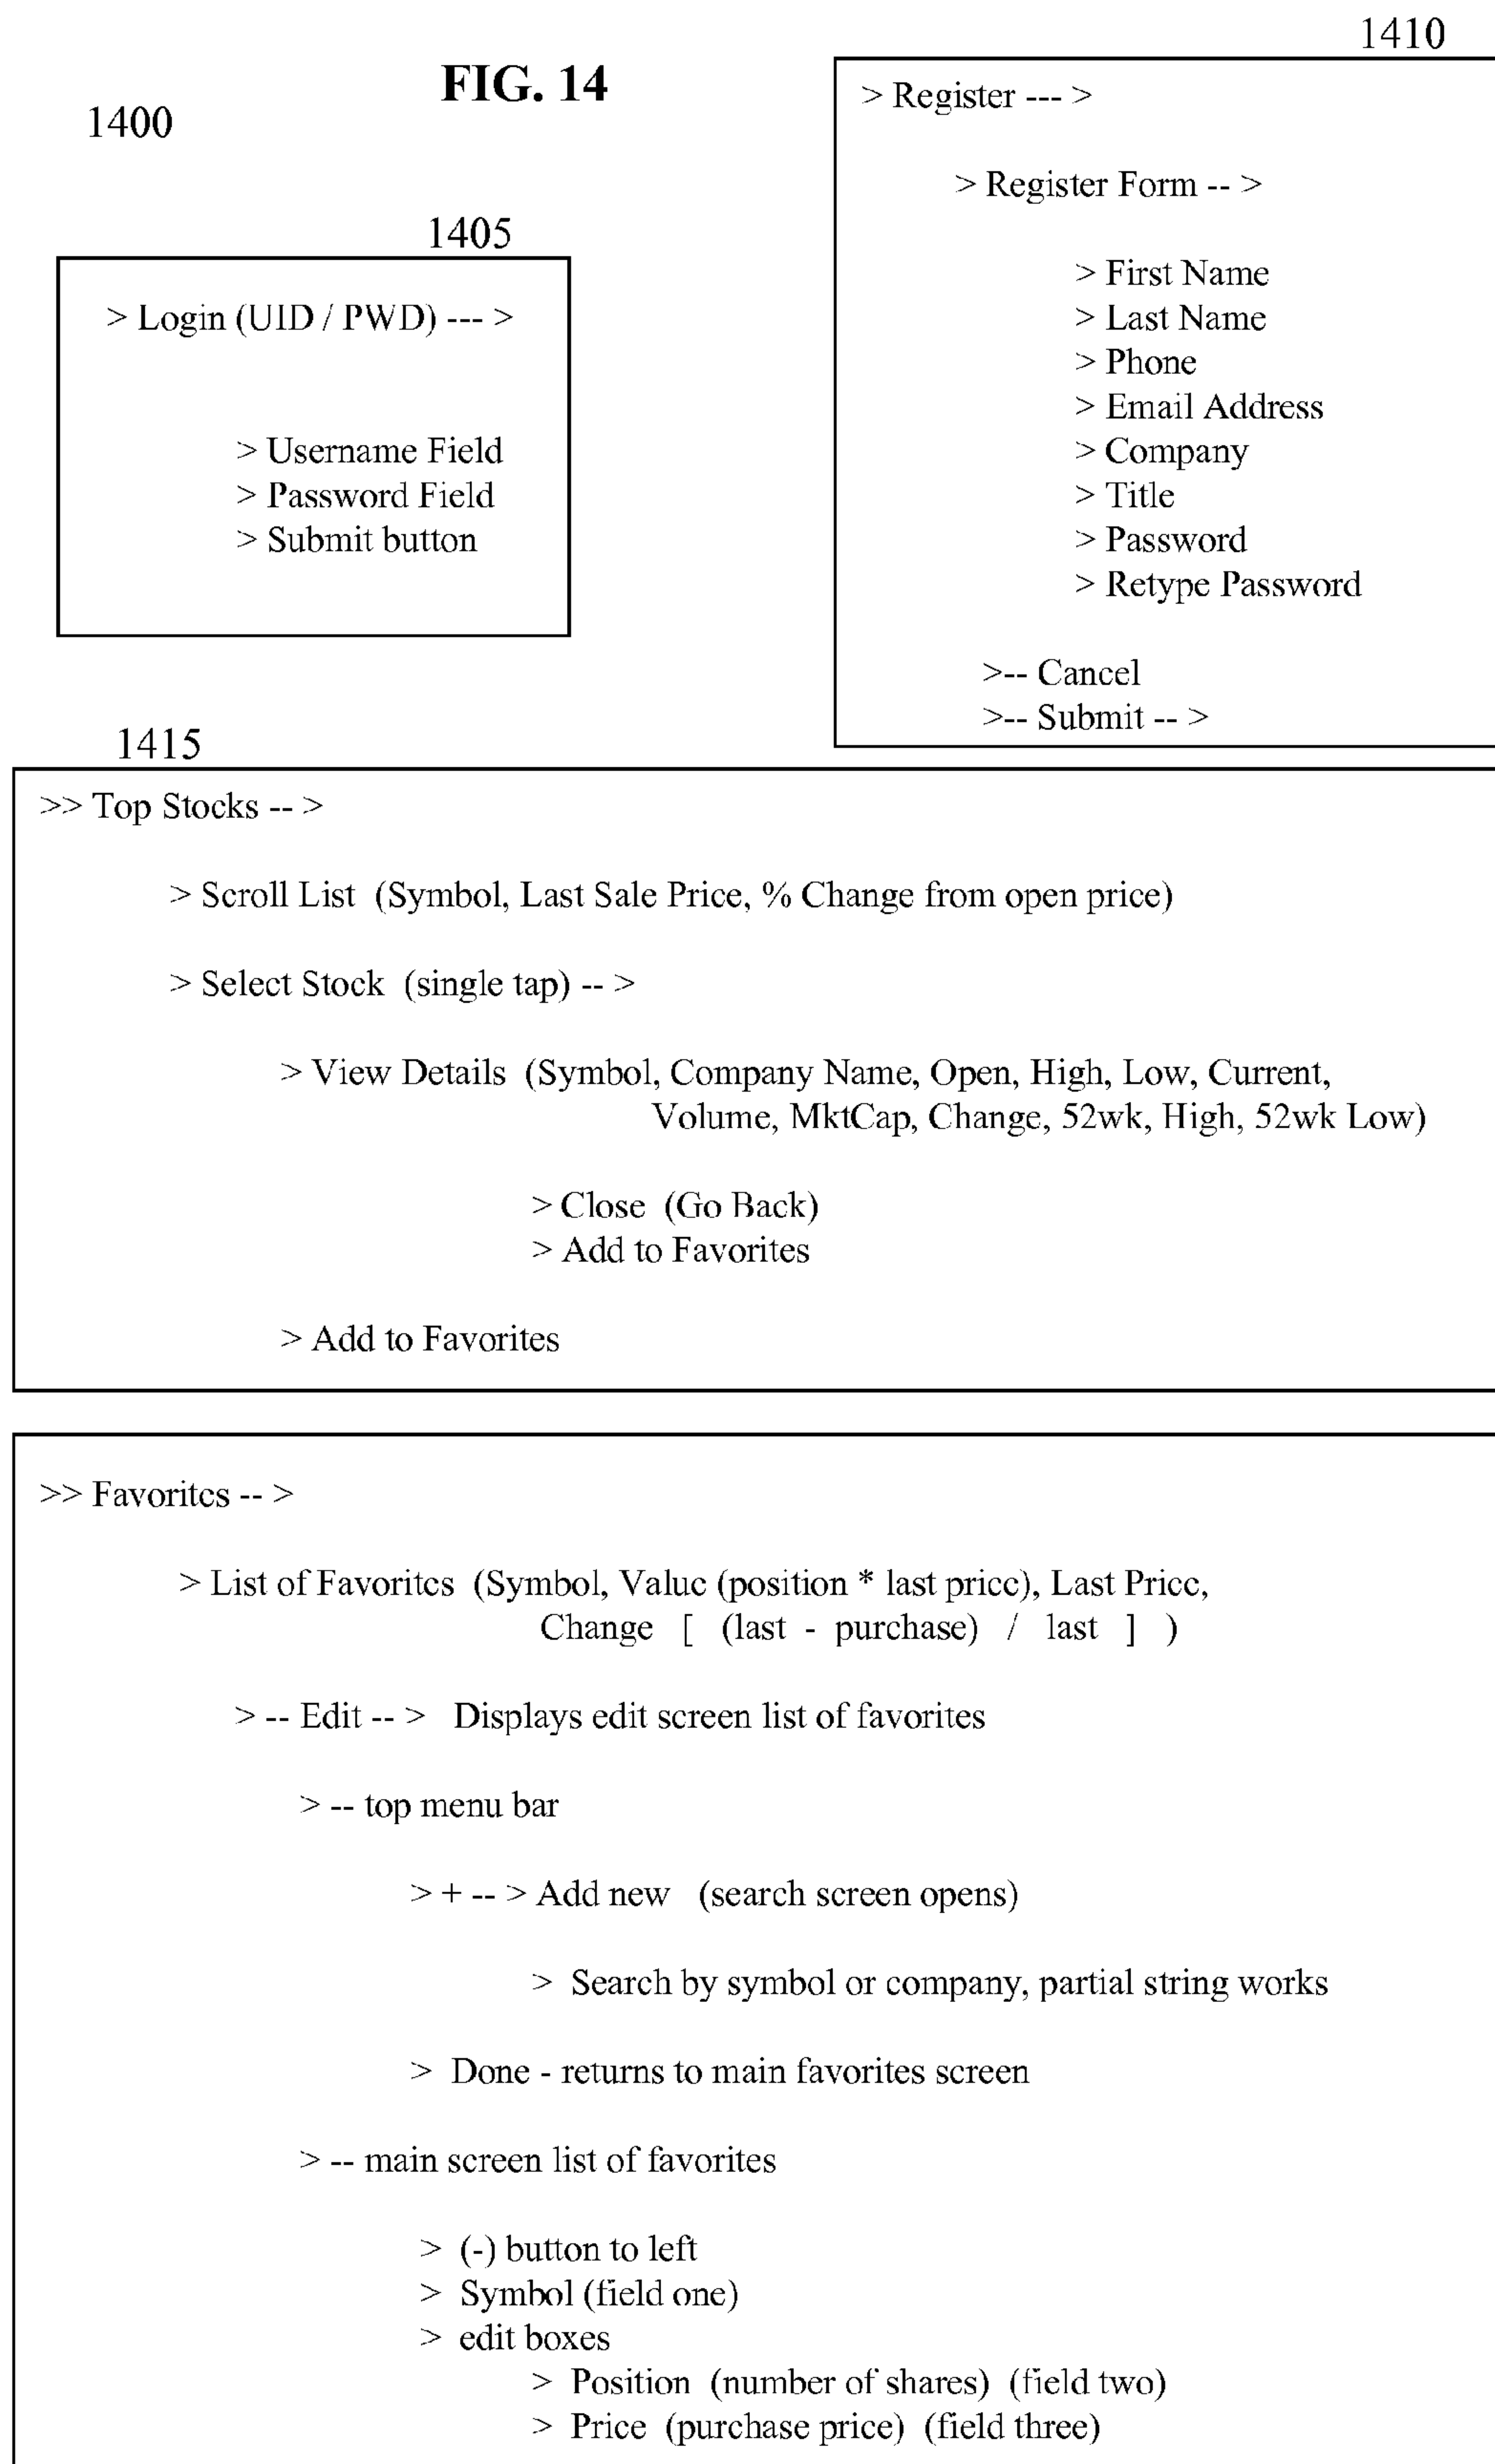 1410
FIG. 14
1400
> Register --- >
> Register Form -- >
1405
> Login (UID / PWD) --- >
> Username Field
> Password Field
> Submit button
> First Name
> Last Name
> Phone
> Email Address
> Company
> Title
> Password
> Retype Password
>-- Cancel
>-- Submit -- >
1415
>> Top Stocks -- >
> Scroll List (Symbol, Last Sale Price, % Change from open price)
> Select Stock (single tap) -- >
> View Details (Symbol, Company Name, Open, High, Low, Current,
Volume, MktCap, Change, 52wk, High, 52wk Low)
> Close (Go Back)
> Add to Favorites
> Add to Favorites
>> Favorites -- >
> List of Favorites (Symbol, Value (position * last price), Last Price,
Change [ (last - purchase) / last ] )
> -- Edit -- > Displays edit screen list of favorites
> -- top menu bar
> + -- > Add new (search screen opens)
> Search by symbol or company, partial string works
> Done - returns to main favorites screen
> -- main screen list of favorites
> (-) button to left
> Symbol (field one)
> edit boxes
> Position (number of shares) (field two)
> Price (purchase price) (field three)